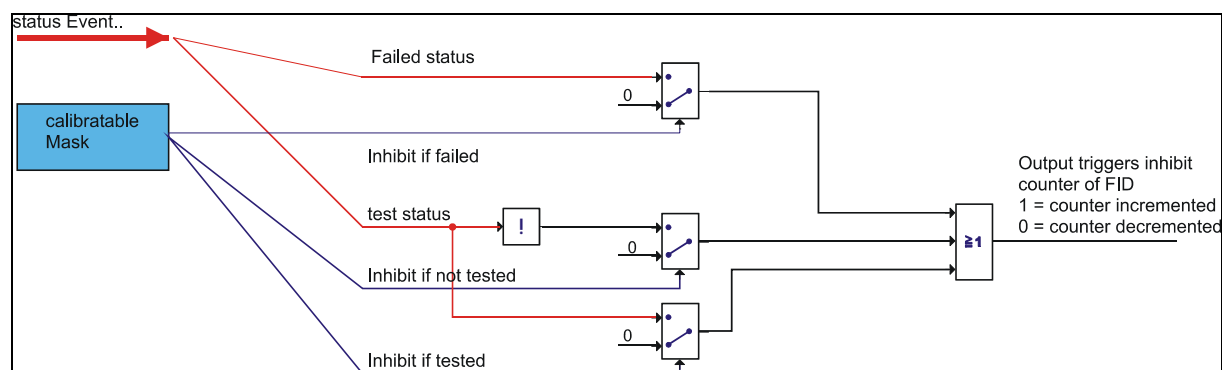 status Event..
Failed status
0
calibratable
Mask
Inhibit if failed
Output triggers inhibit
counter of FID
1 = counter incremented
0 = counter decremented
test status
!
0
≧1
Inhibit if not tested
0
Inhibit if tested